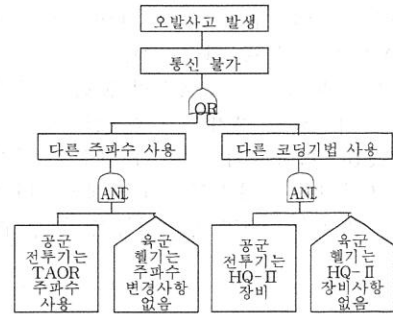 오발사고 발생
통신 불가
OR
다른 주파수 사용
다른 코딩기법 사용
AND
AND
공군
전투기는
TAOR
주파수
사용
육군
헬기는
주파수
변경사항
없음
공군
전투기는
HQ-Ⅱ
장비
육군
헬기는
HQ-Ⅱ
장비사항
없음